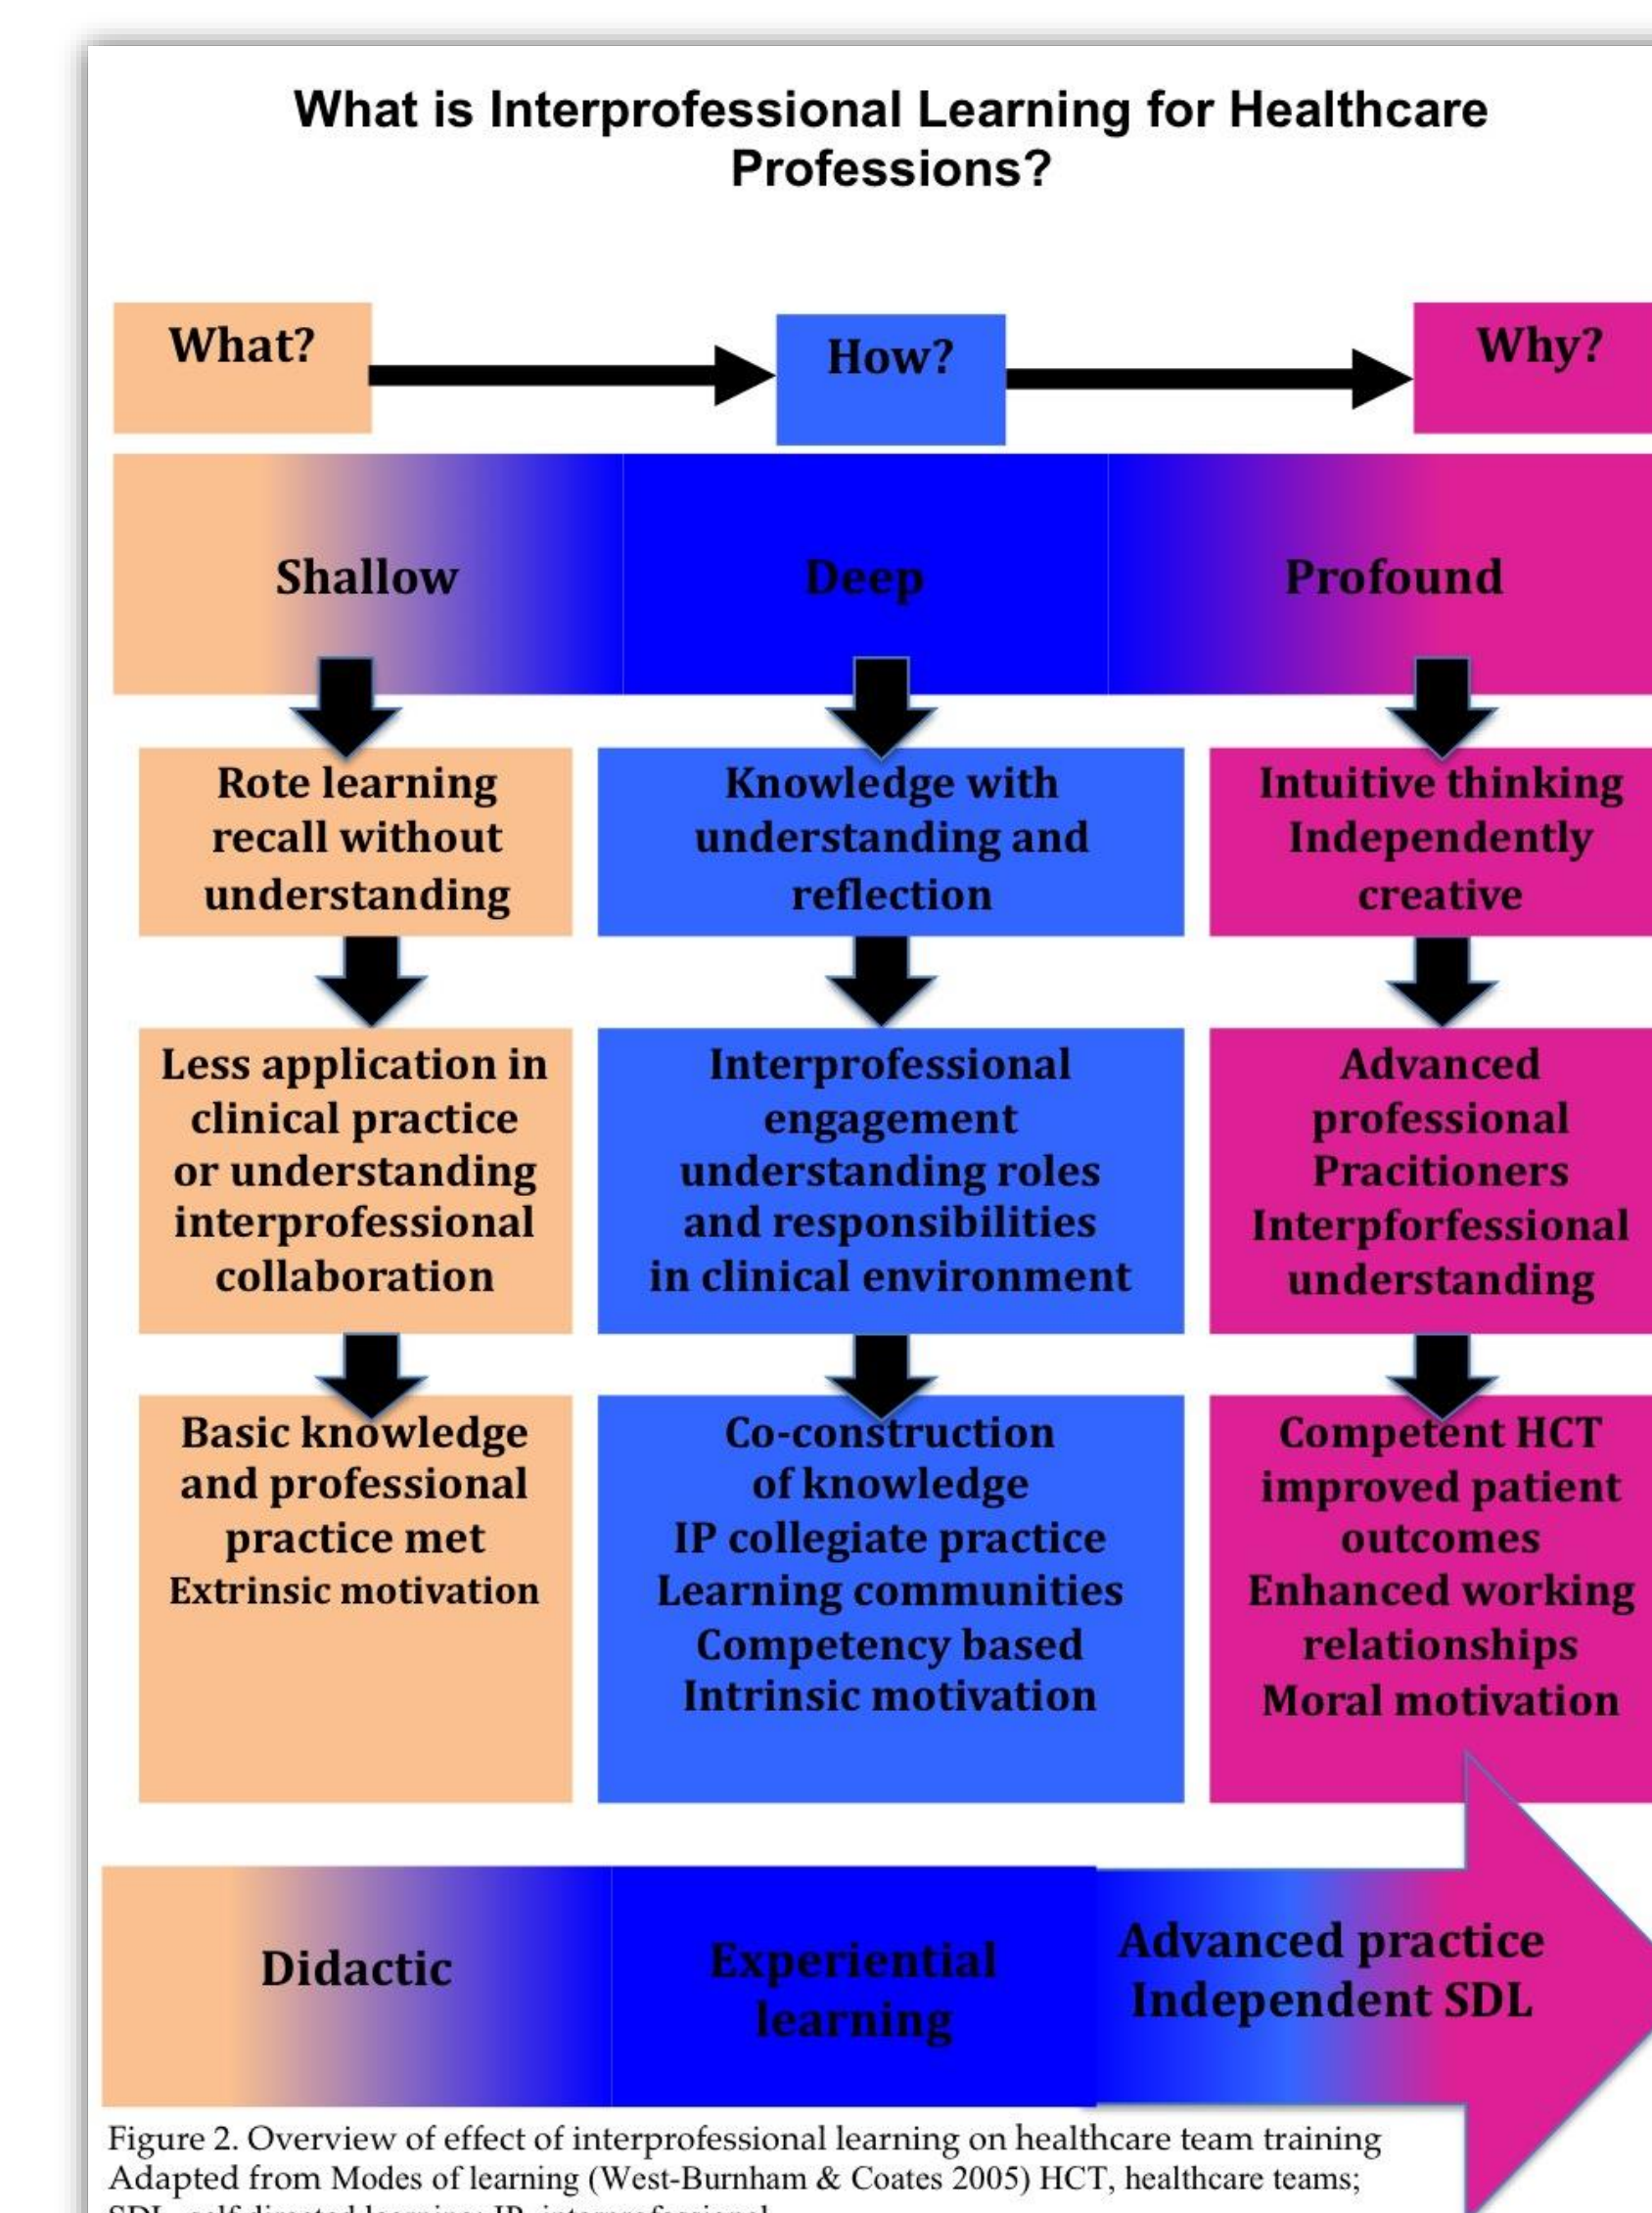 What is Interprofessional Learning for Healthcare
Professions?
What?
How?
Why?
Shallow
Deep
Profound
Rote learning
recall without
understanding
Knowledge with
understanding and
reflection
Intuitive thinking
Independently
creative
Less application in
clinical practice
or understanding
interprofessional
collaboration
Interprofessional
engagement
understanding roles
and responsibilities
in clinical environment
Advanced
professional
Pracitioners
Interpforfessional
understanding
Basic knowledge
and professional
practice met
Extrinsic motivation
Co-construction
of knowledge
IP collegiate practice
Learning communities
Competency based
Intrinsic motivation
Competent HCT
improved patient
outcomes
Enhanced working
relationships
Moral motivation
Didactic
Experiential
learning
Advanced practice
Independent SDL
Figure 2. Overview of effect of interprofessional learning on healthcare team training
Adapted from Modes of learning (West-Burnham & Coates 2005) HCT, healthcare teams;